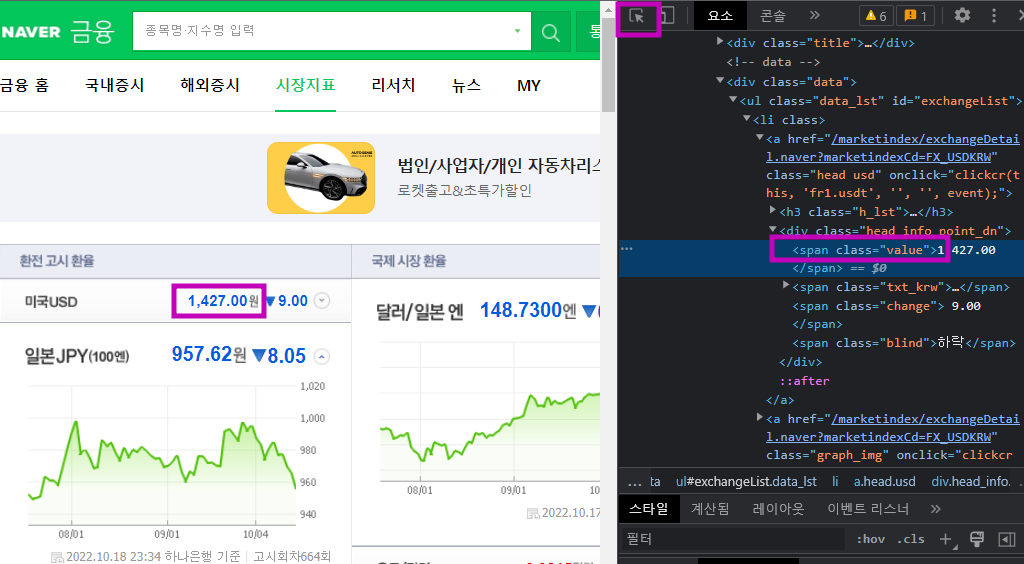 NAVER 금융
종목명·지수명 입력
통
금융 홈 국내증시 해외증시 시장지표 리서치 뉴스 MY
AUTOGENIE
법인/사업자/개인 자동차리스
로켓출고&초특가할인
환전 고시 환율
국제 시장 환율
미국USD 1,427.00원 ▼9.00
일본JPY(100엔) 957.62원 ▼8.05
1,020
1,000
980
960
940
08/01 09/01 10/04
2022.10.18 23:34 하나은행 기준 고시회차664회
달러/일본 엔 148.7300엔 ▼
08/01 09/01 10/
2022.10.17
요소 콘솔 » 6 1
<div class="title">…</div>
<!-- data -->
<div class="data">
<ul class="data_lst" id="exchangeList">
<li class>
<a href="/marketindex/exchangeDetai
l.naver?marketindexCd=FX_USDKRW"
class="head usd" onclick="clickcr(t
his, 'fr1.usdt', '', '', event);">
<h3 class="h_lst">…</h3>
<div class="head_info point_dn">
<span class="value">1,427.00
</span> == $0
<span class="txt_krw">…</span>
<span class="change"> 9.00
</span>
<span class="blind">하락</span>
</div>
::after
</a>
<a href="/marketindex/exchangeDetai
l.naver?marketindexCd=FX_USDKRW"
class="graph_img" onclick="clickcr
… ta ul#exchangeList.data_lst li a.head.usd div.head_info.
스타일 계산됨 레이아웃 이벤트 리스너 »
필터 :hov .cls +